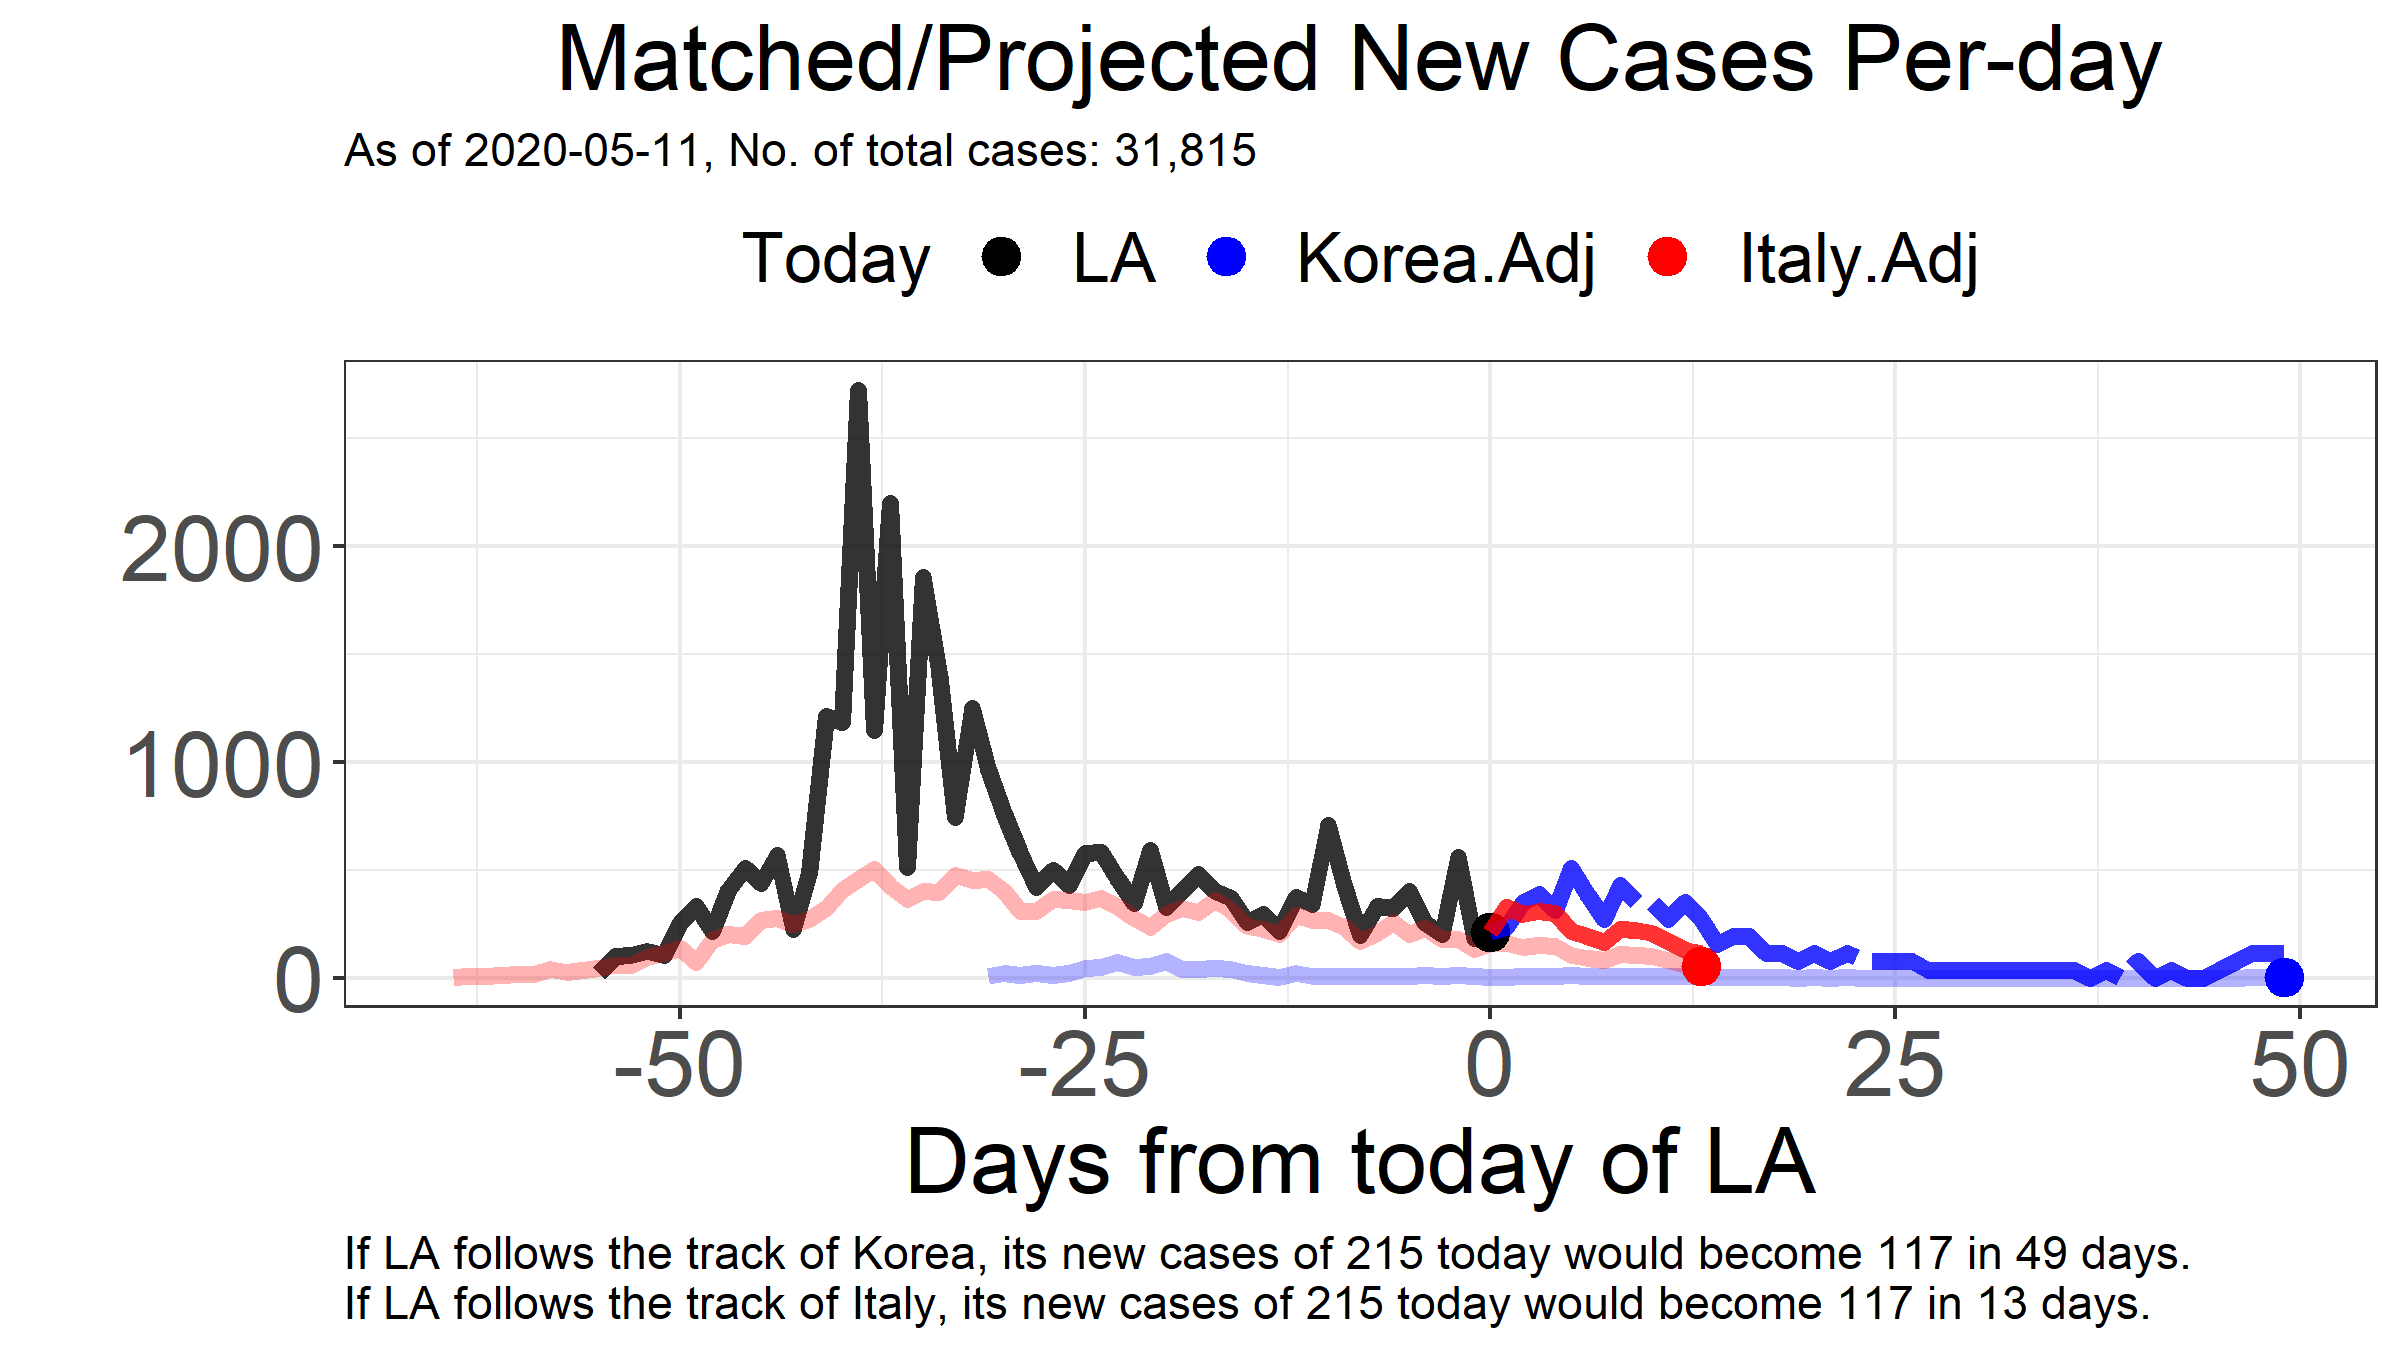 Matched/Projected New Cases Per-day
As of 2020-05-11, No. of total cases: 31,815
Today LA Korea.Adj Italy.Adj
2000
1000
0
-50 -25 0 25 50
Days from today of LA
If LA follows the track of Korea, its new cases of 215 today would become 117 in 49 days.
If LA follows the track of Italy, its new cases of 215 today would become 117 in 13 days.